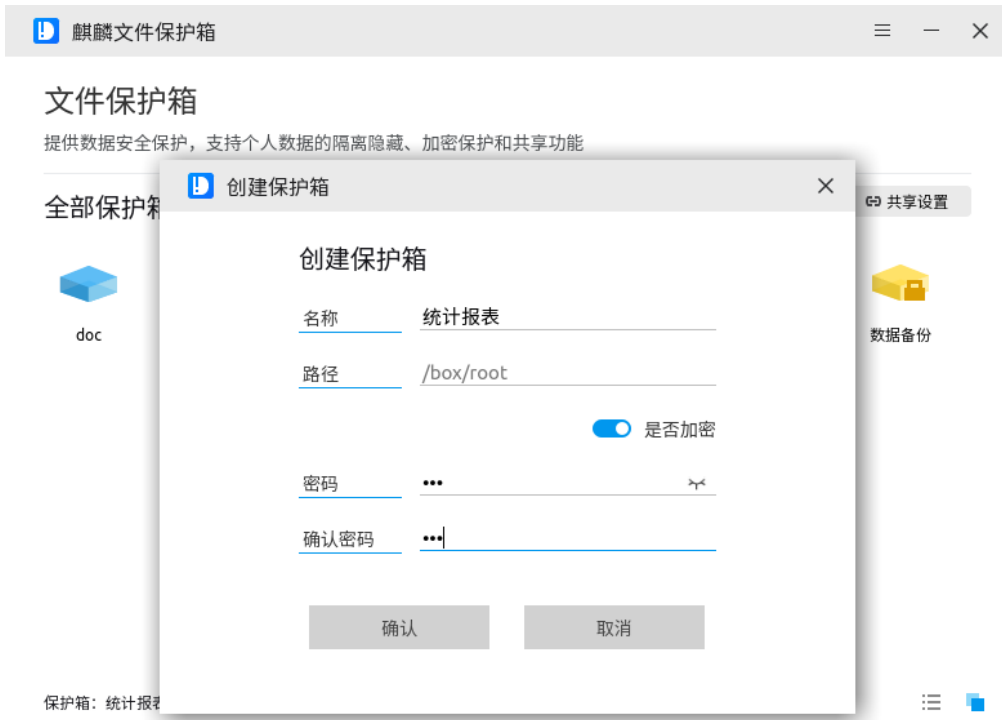 麒麟文件保护箱
文件保护箱
提供数据安全保护，支持个人数据的隔离隐藏、加密保护和共享功能
全部保护箱
共享设置
doc
数据备份
创建保护箱
创建保护箱
名称 统计报表
路径 /box/root
是否加密
密码 •••
确认密码 •••
确认 取消
保护箱：统计报表